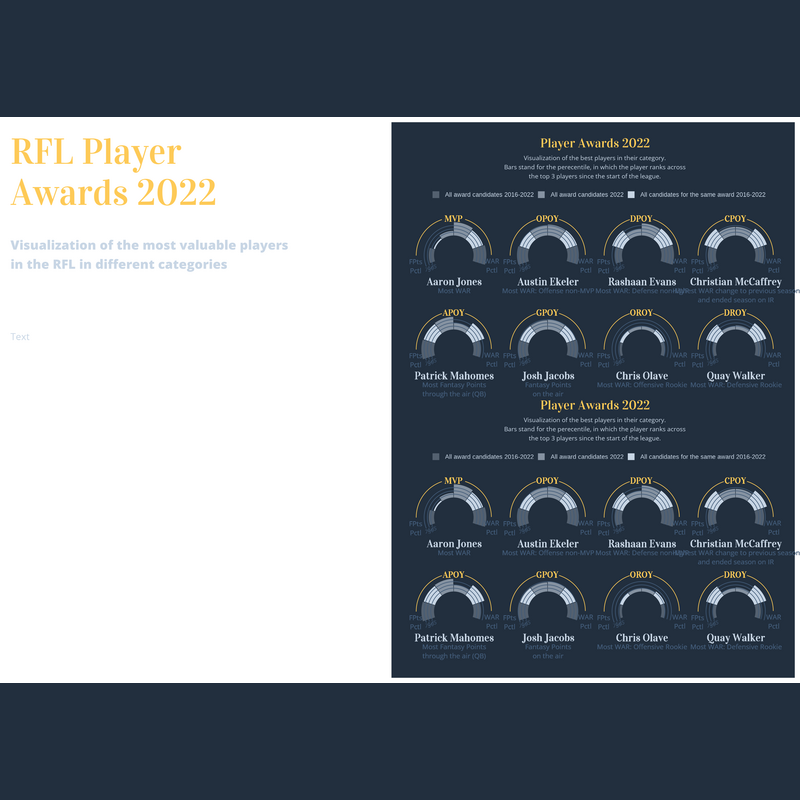 RFL Player
Awards 2022
Visualization of the most valuable players
in the RFL in different categories
Text
Player Awards 2022
Visualization of the best players in their category.
Bars stand for the perecentile, in which the player ranks across
the top 3 players since the start of the league.
All award candidates 2016-2022 All award candidates 2022 All candidates for the same award 2016-2022
MVP OPOY DPOY CPOY
FPts WAR FPts WAR FPts WAR FPts WAR
Pctl Pctl Pctl Pctl Pctl Pctl Pctl Pctl
Aaron Jones Austin Ekeler Rashaan Evans Christian McCaffrey
Most WAR Most WAR: Offense non-MVP Most WAR: Defense non-MVP WAR change to previous season
and ended season on IR
APOY GPOY OROY DROY
FPts WAR FPts WAR FPts WAR FPts WAR
Pctl Pctl Pctl Pctl Pctl Pctl Pctl Pctl
Patrick Mahomes Josh Jacobs Chris Olave Quay Walker
Most Fantasy Points Fantasy Points Most WAR: Offensive Rookie Most WAR: Defensive Rookie
through the air (QB) on the air
Player Awards 2022
Visualization of the best players in their category.
Bars stand for the perecentile, in which the player ranks across
the top 3 players since the start of the league.
All award candidates 2016-2022 All award candidates 2022 All candidates for the same award 2016-2022
MVP OPOY DPOY CPOY
FPts WAR FPts WAR FPts WAR FPts WAR
Pctl Pctl Pctl Pctl Pctl Pctl Pctl Pctl
Aaron Jones Austin Ekeler Rashaan Evans Christian McCaffrey
Most WAR Most WAR: Offense non-MVP Most WAR: Defense non-MVP WAR change to previous season
and ended season on IR
APOY GPOY OROY DROY
FPts WAR FPts WAR FPts WAR FPts WAR
Pctl Pctl Pctl Pctl Pctl Pctl Pctl Pctl
Patrick Mahomes Josh Jacobs Chris Olave Quay Walker
Most Fantasy Points Fantasy Points Most WAR: Offensive Rookie Most WAR: Defensive Rookie
through the air (QB) on the air